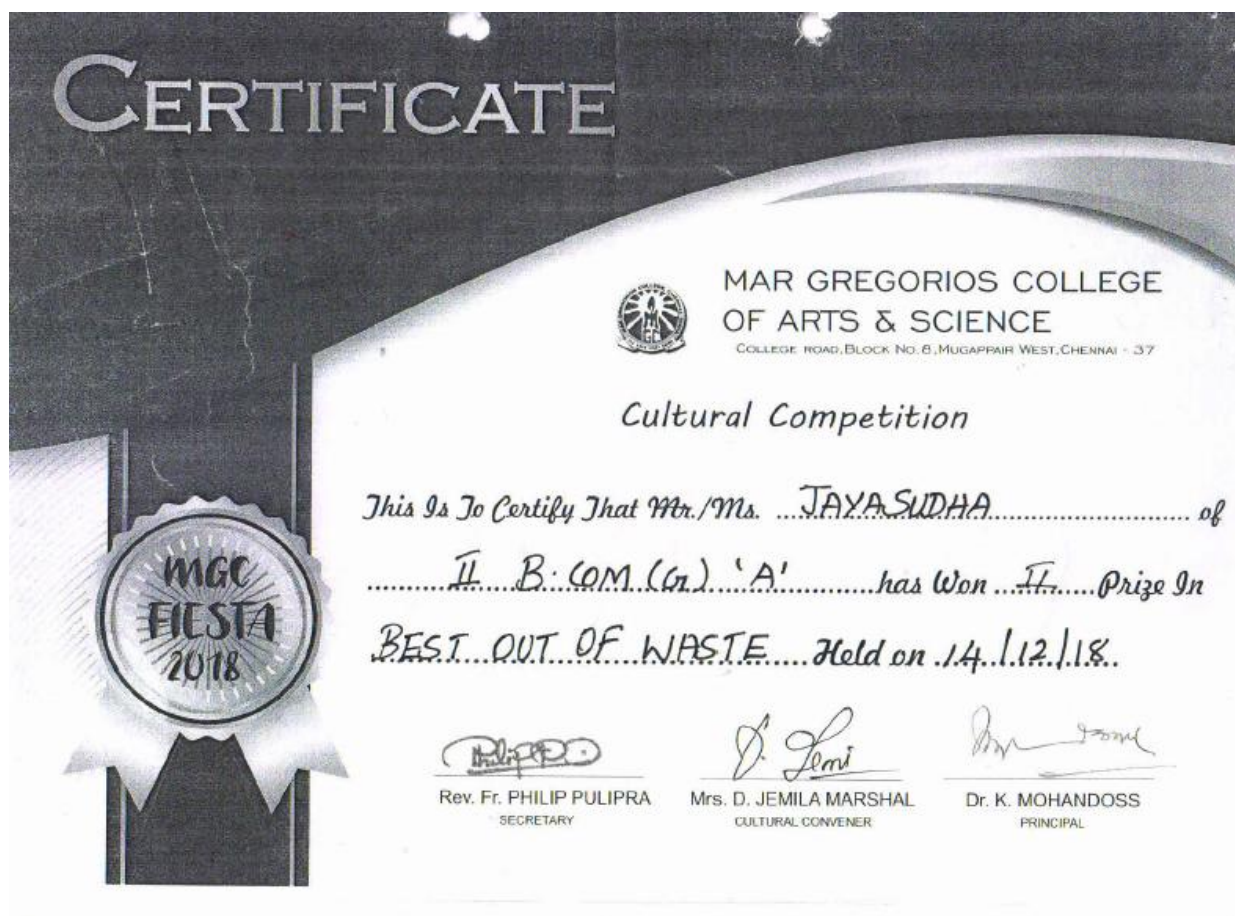 CERTIFICATE
MAR GREGORIOS COLLEGE
OF ARTS & SCIENCE
COLLEGE ROAD, BLOCK NO. 8, MUGAPPAIR WEST, CHENNAI - 37
Cultural Competition
This Is To Certify That Mr./Ms. JAYASUDHA of
II B.COM (G) 'A' has Won II Prize In
BEST OUT OF WASTE Held on 14/12/18.
MGC
FIESTA
2018
Rev. Fr. PHILIP PULIPRA
SECRETARY
Mrs. D. JEMILA MARSHAL
CULTURAL CONVENER
Dr. K. MOHANDOSS
PRINCIPAL